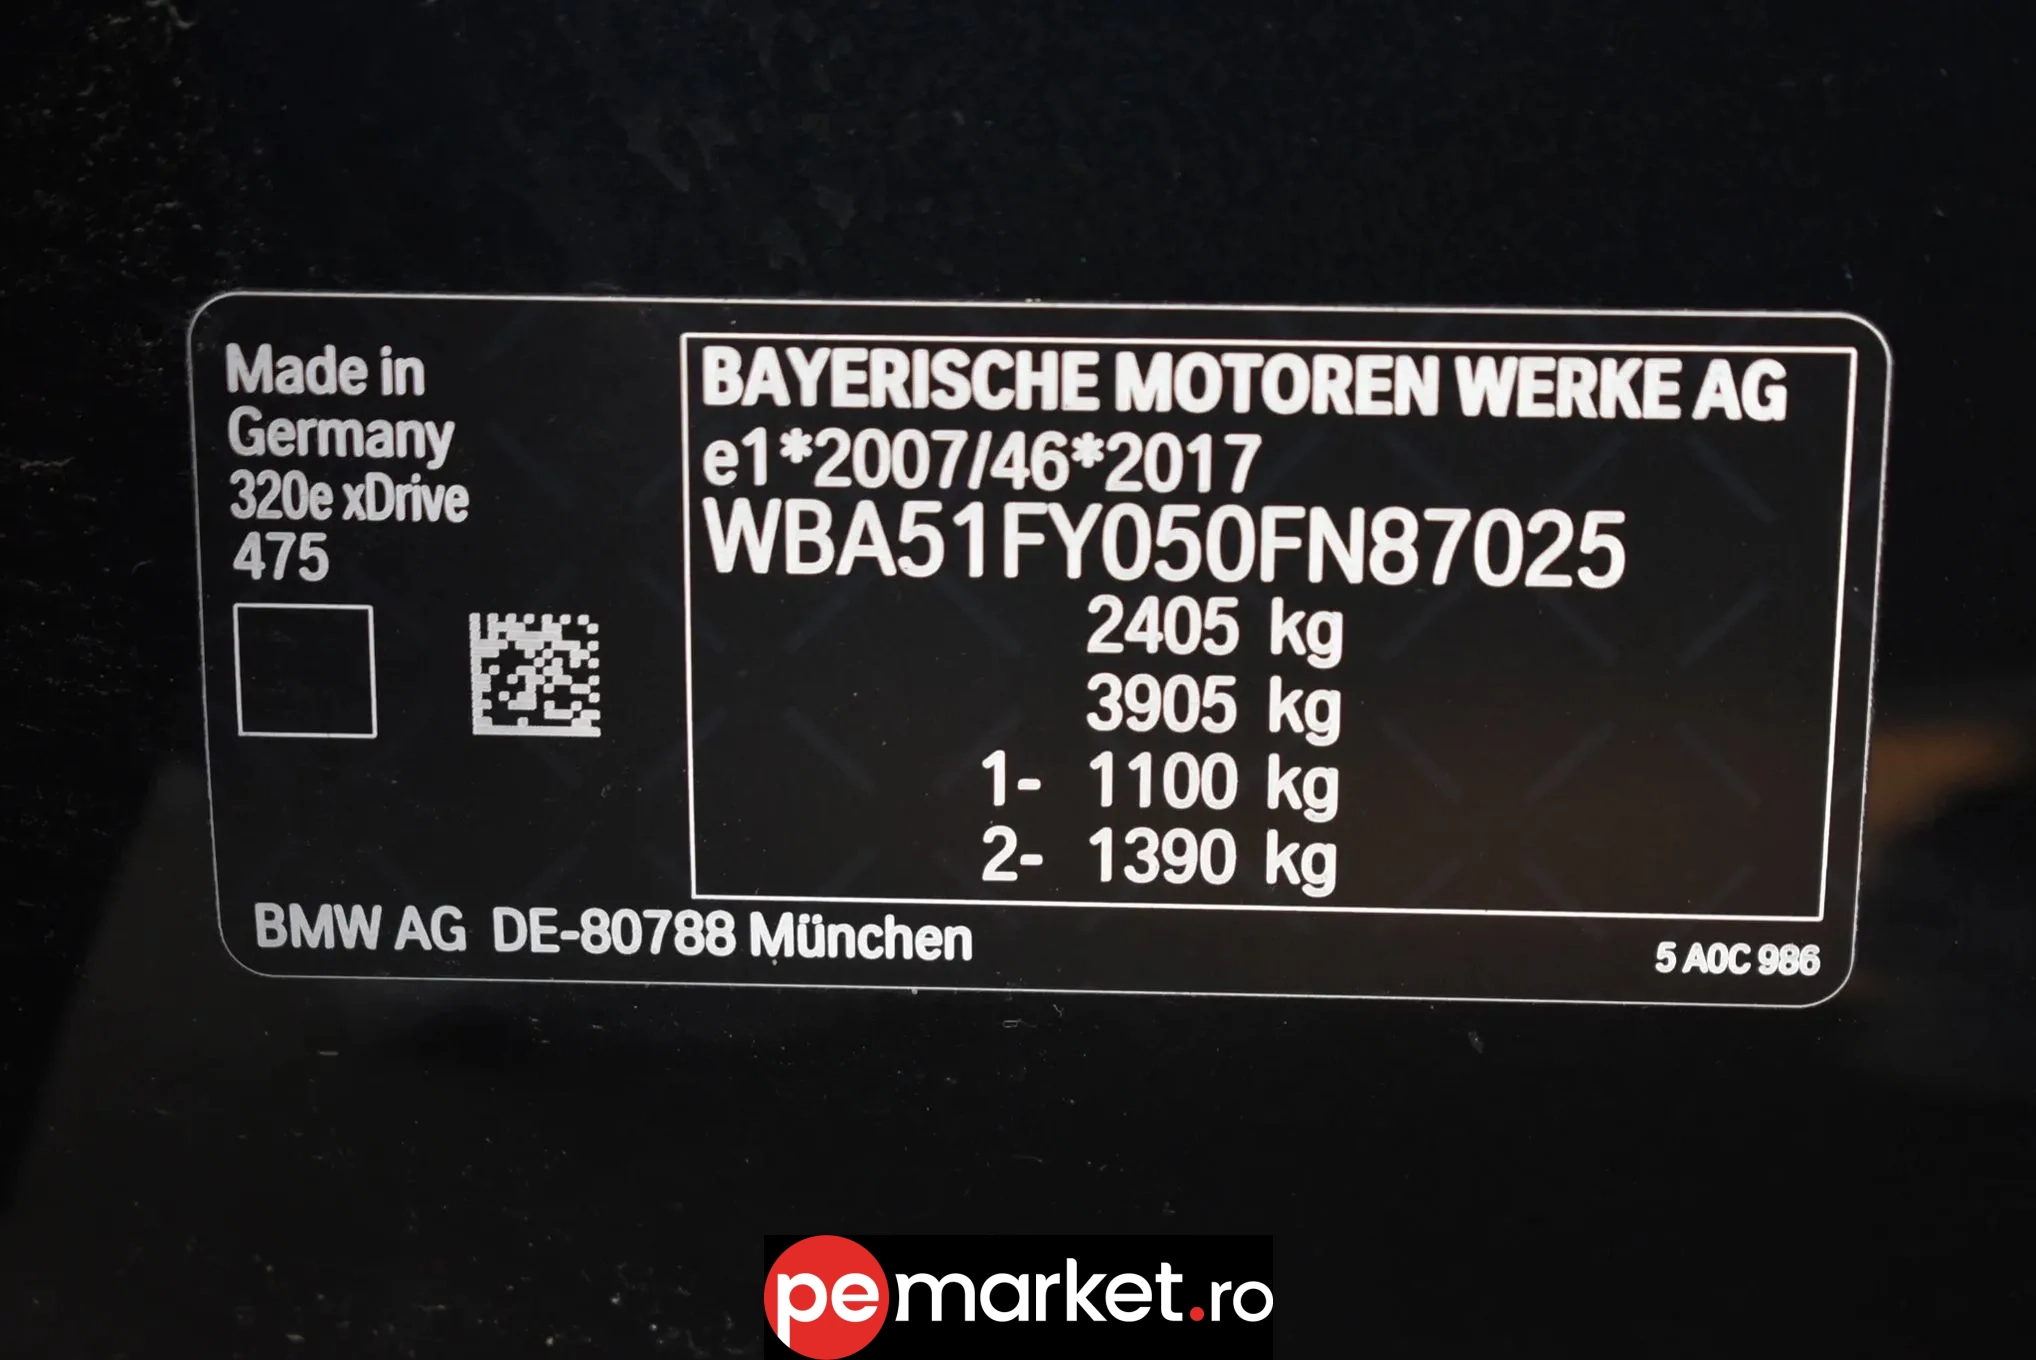 Made in
Germany
320e xDrive
475
BAYERISCHE MOTOREN WERKE AG
e1*2007/46*2017
WBA51FY050FN87025
2405 kg
3905 kg
1- 1100 kg
2- 1390 kg
BMW AG DE-80788 München
5 A0C 986
pemarket.ro